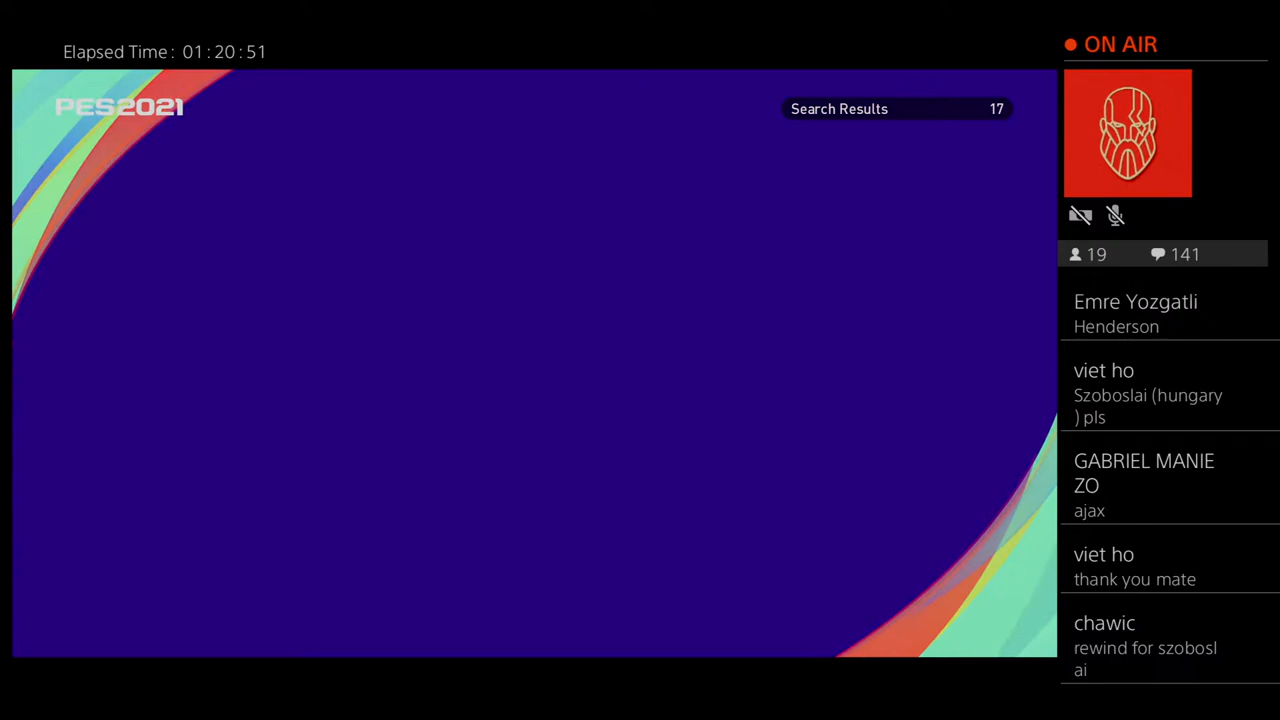 Elapsed Time: 01:20:51
ON AIR
PES2021
Search Results 17
19 141
Emre Yozgatli
Henderson
viet ho
Szoboslai (hungary
) pls
GABRIEL MANIE
ZO
ajax
viet ho
thank you mate
chawic
rewind for szobosl
ai